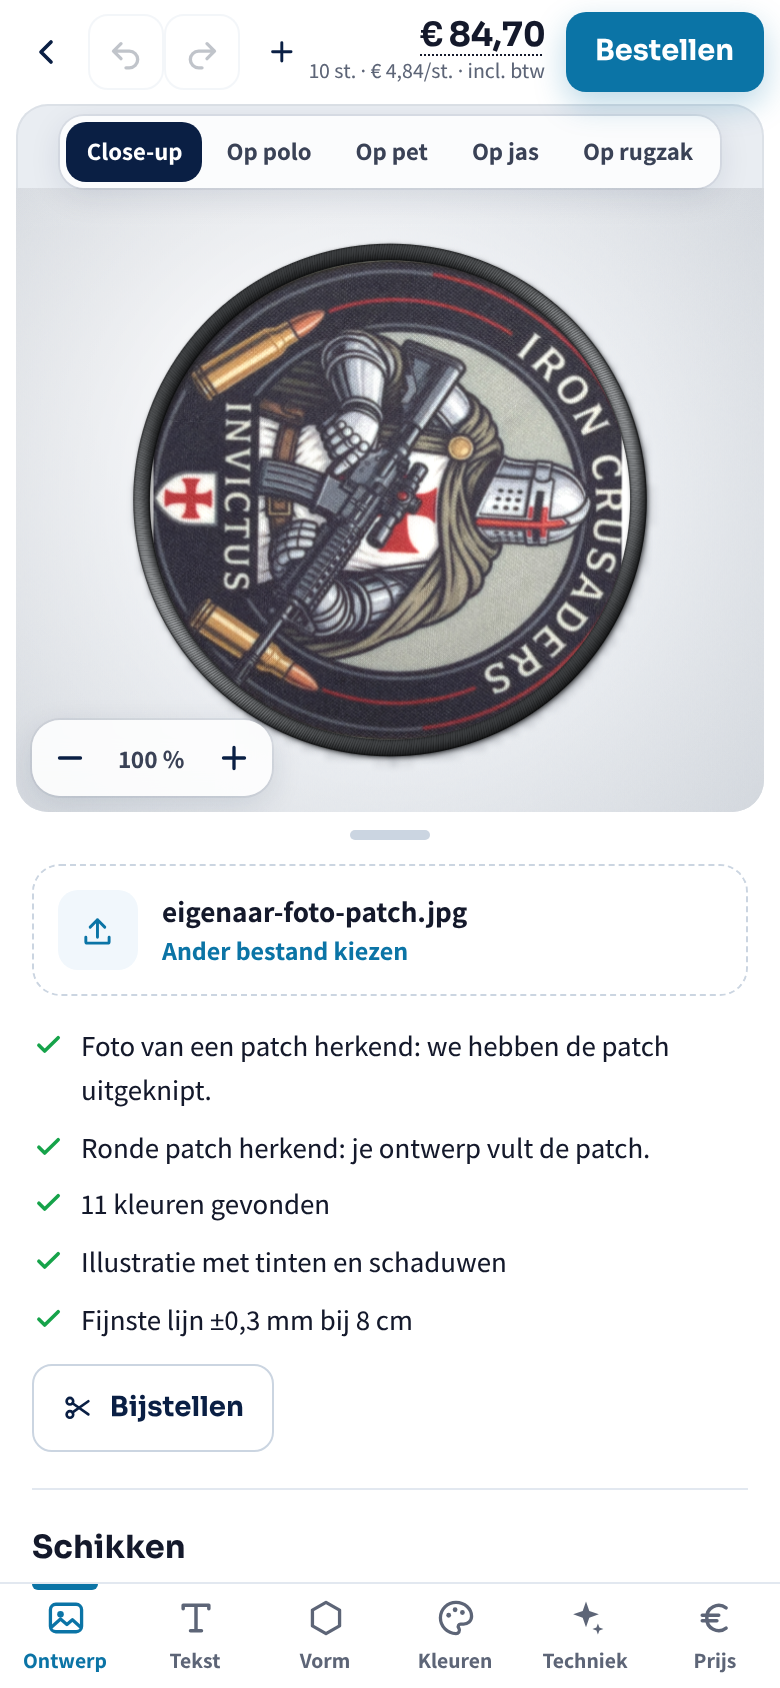 € 84,70
10 st. · € 4,84/st. · incl. btw
Bestellen
Close-up
Op polo
Op pet
Op jas
Op rugzak
IRON CRUSADERS
INVICTUS
100 %
eigenaar-foto-patch.jpg
Ander bestand kiezen
Foto van een patch herkend: we hebben de patch
uitgeknipt.
Ronde patch herkend: je ontwerp vult de patch.
11 kleuren gevonden
Illustratie met tinten en schaduwen
Fijnste lijn ±0,3 mm bij 8 cm
Bijstellen
Schikken
Ontwerp
Tekst
Vorm
Kleuren
Techniek
Prijs